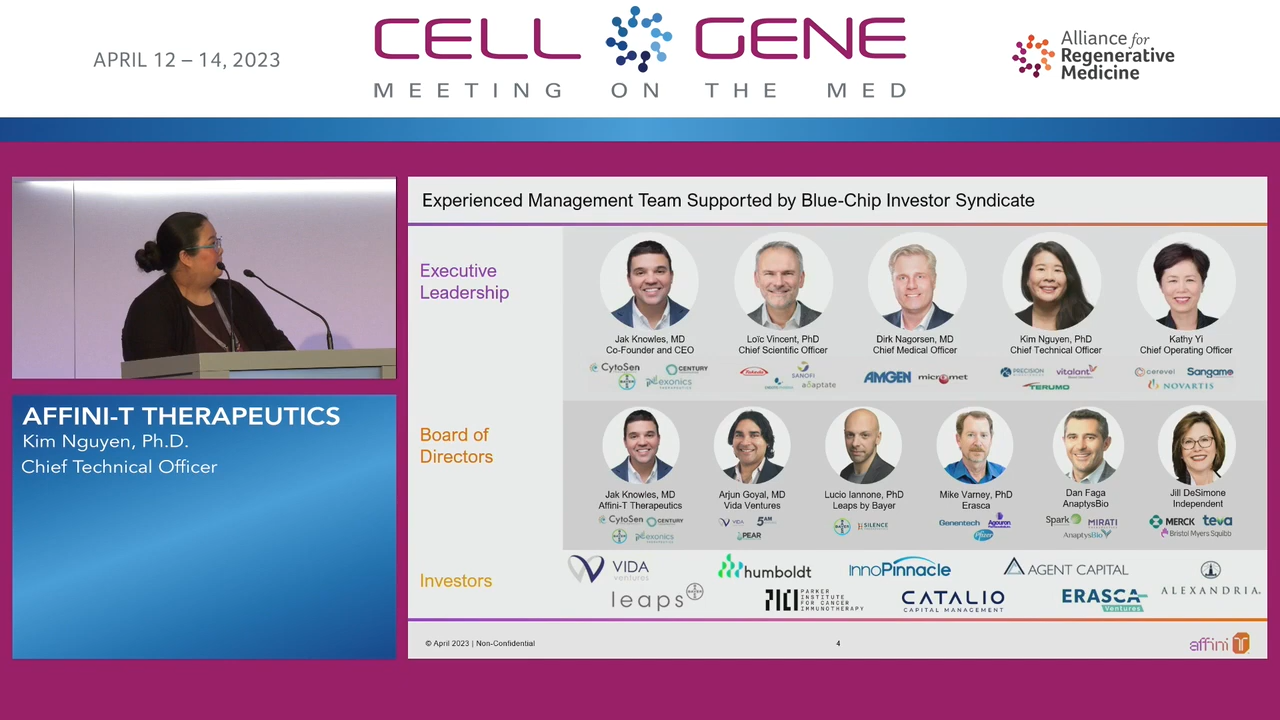 APRIL 12 – 14, 2023
CELL GENE
MEETING ON THE MED
Alliance for
Regenerative
Medicine
AFFINI-T THERAPEUTICS
Kim Nguyen, Ph.D.
Chief Technical Officer
Experienced Management Team Supported by Blue-Chip Investor Syndicate
Executive
Leadership
Jak Knowles, MD
Co-Founder and CEO
CytoSen
CENTURY
BAYER
exonics
Loïc Vincent, PhD
Chief Scientific Officer
Takeda
SANOFI
adaptate
Dirk Nagorsen, MD
Chief Medical Officer
AMGEN
micromet
Kim Nguyen, PhD
Chief Technical Officer
PRECISION
vitalant
TERUMO
Kathy Yi
Chief Operating Officer
cerevel
Sangamo
NOVARTIS
Board of
Directors
Jak Knowles, MD
Affini-T Therapeutics
CytoSen
CENTURY
BAYER
exonics
Arjun Goyal, MD
Vida Ventures
VIDA
5AM
PEAR
Lucio Iannone, PhD
Leaps by Bayer
BAYER
SILENCE
Mike Varney, PhD
Erasca
Genentech
Agouron
Pfizer
Dan Faga
AnaptysBio
Spark
MIRATI
AnaptysBio
Jill DeSimone
Independent
MERCK
teva
Bristol Myers Squibb
Investors
VIDA
ventures
humboldt
InnoPinnacle
AGENT CAPITAL
ALEXANDRIA.
leaps
BAYER
PICI
PARKER
INSTITUTE
FOR CANCER
IMMUNOTHERAPY
CATALIO
CAPITAL MANAGEMENT
ERASCA
Ventures
© April 2023 | Non-Confidential
4
affini T